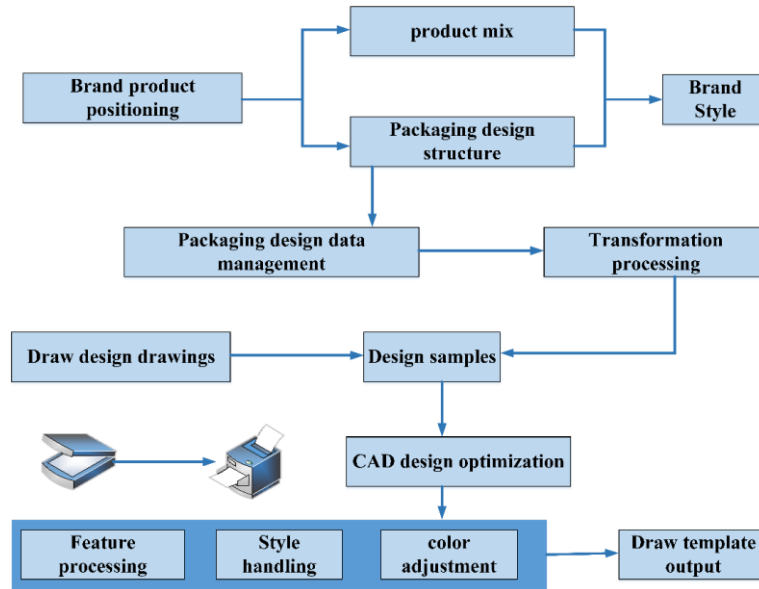 product mix
Brand product
positioning
Brand
Style
Packaging design
structure
Packaging design data
management
Transformation
processing
Draw design drawings
Design samples
CAD design optimization
Feature
processing
Style
handling
color
adjustment
Draw template
output